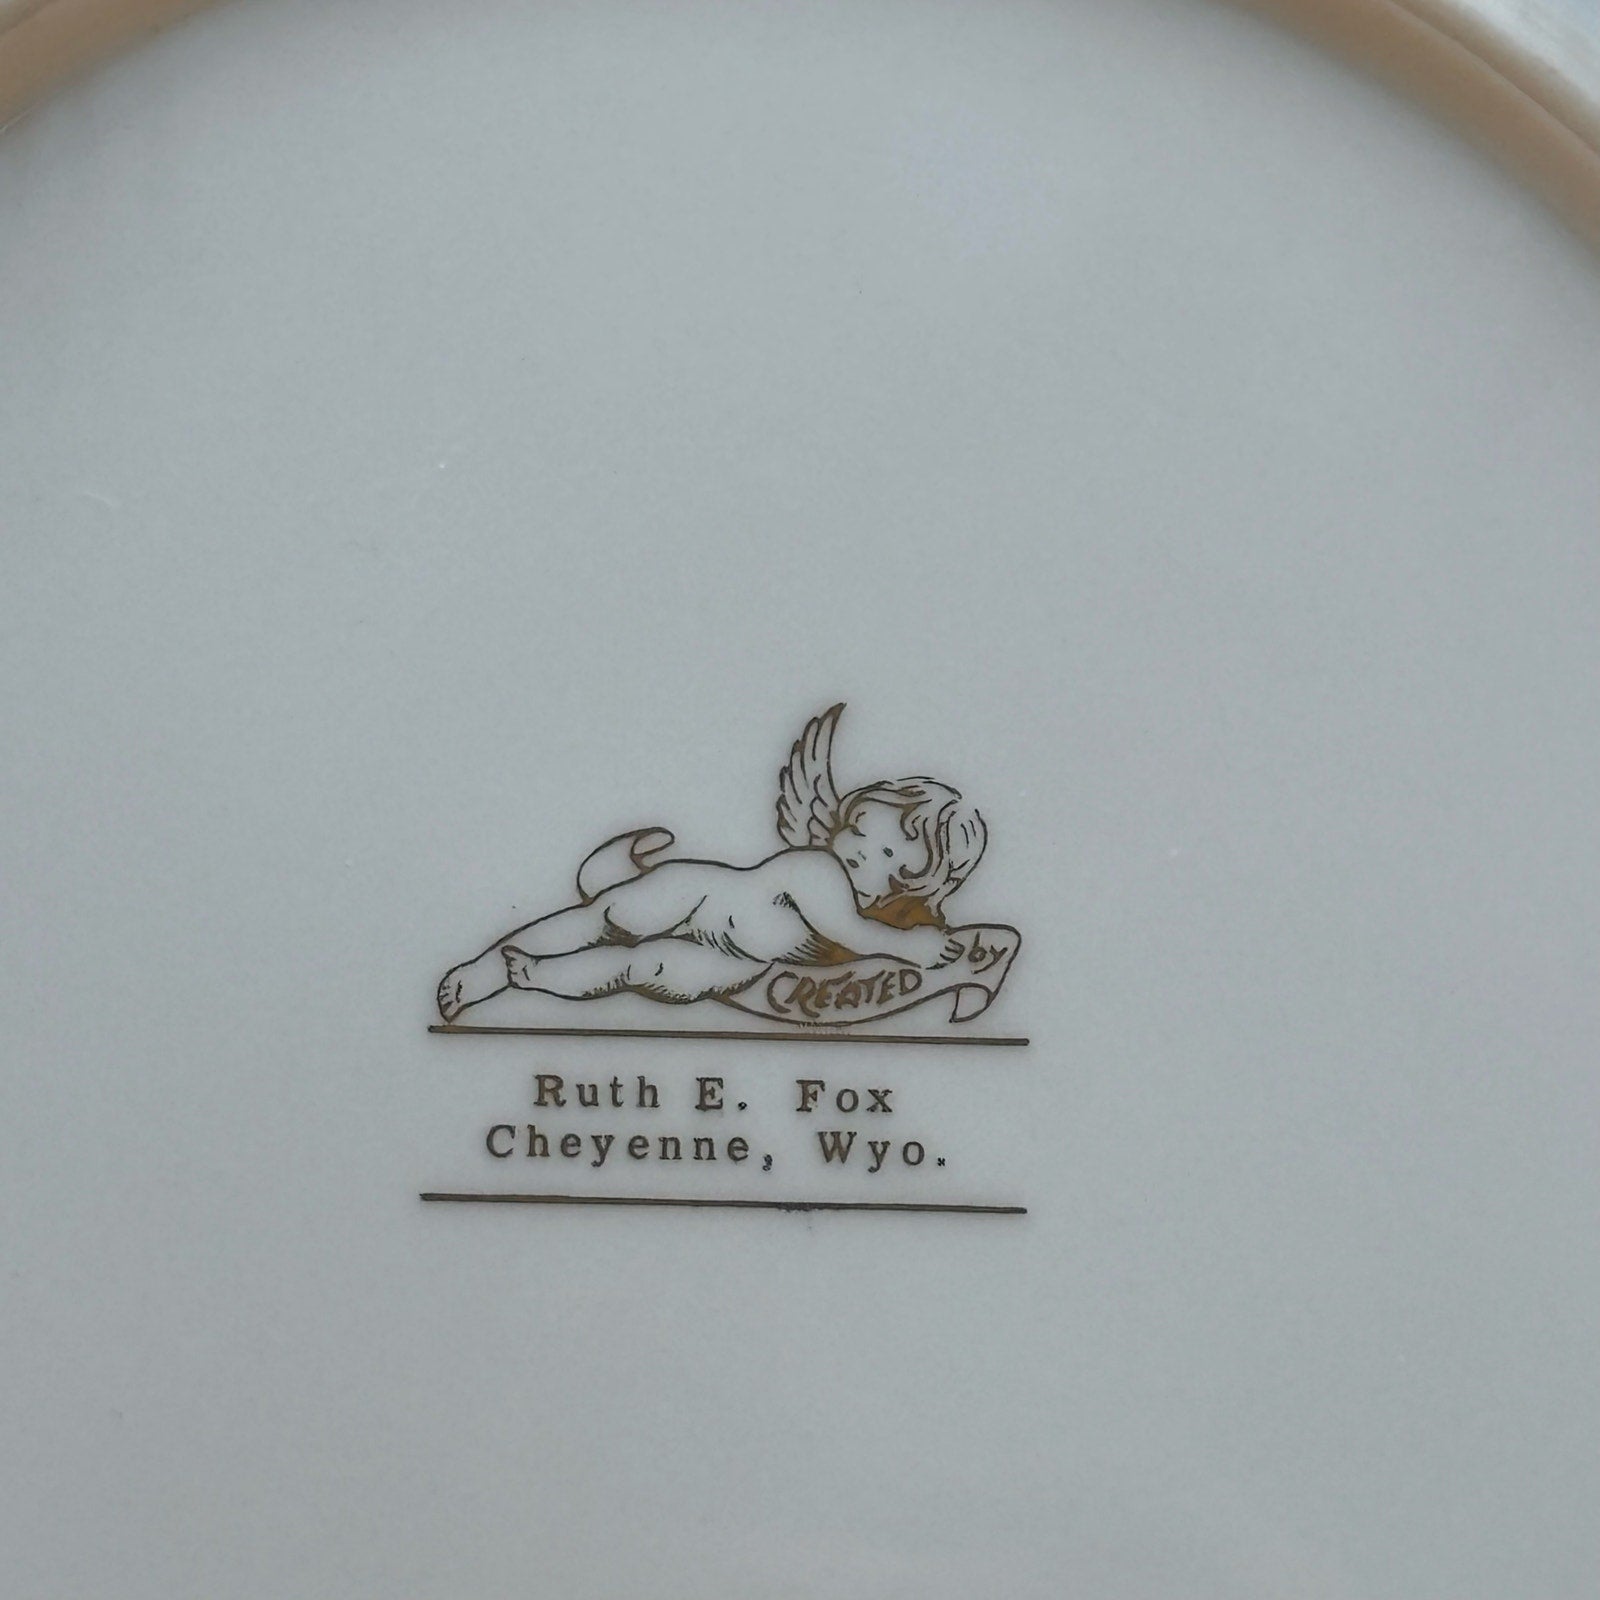 CREATED by
Ruth E. Fox
Cheyenne, Wyo.